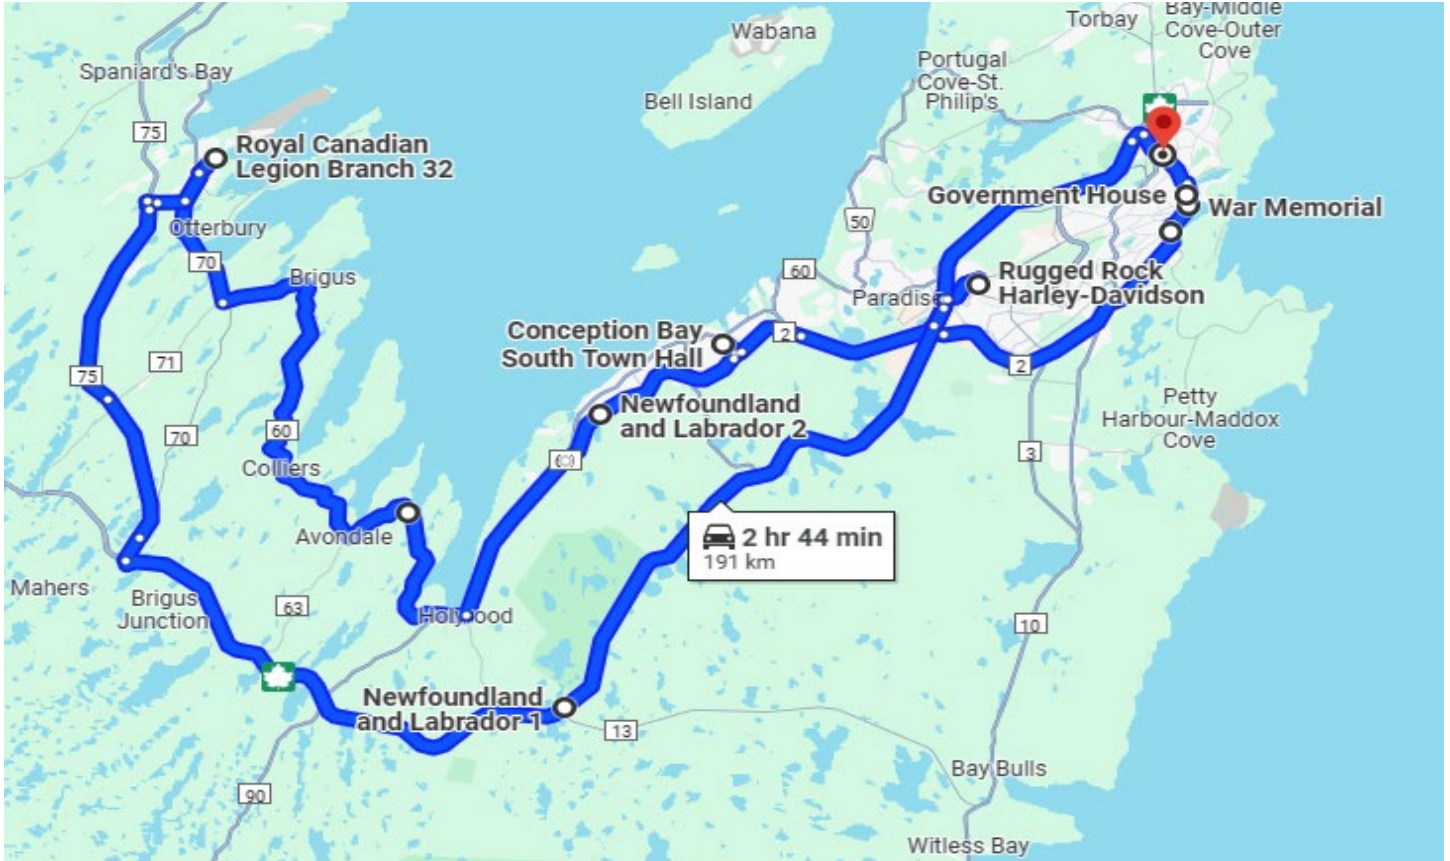 Bay-Middle
Cove-Outer
Cove
Torbay
Wabana
Portugal
Cove-St.
Philip's
Spaniard's Bay
Bell Island
75
Royal Canadian
Legion Branch 32
Government House
War Memorial
50
Otterbury
70
Brigus
60
Rugged Rock
Harley-Davidson
Paradise
Conception Bay
South Town Hall
2
2
71
75
Petty
Harbour-Maddox
Cove
Newfoundland
and Labrador 2
60
70
3
Colliers
Avondale
2 hr 44 min
191 km
Mahers
Brigus
Junction
63
Holyrood
10
Newfoundland
and Labrador 1
13
Bay Bulls
90
Witless Bay